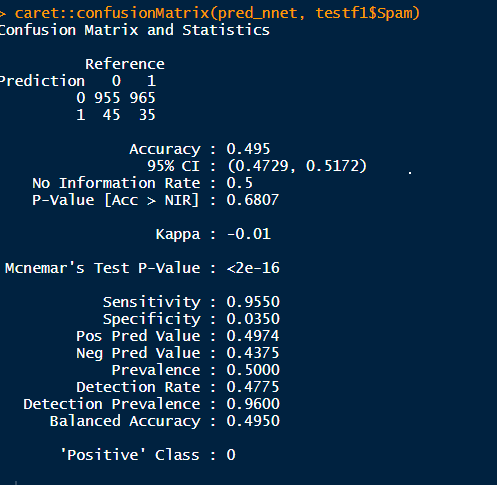 > caret::confusionMatrix(pred_nnet, testf1$Spam)
Confusion Matrix and Statistics
Reference
Prediction 0 1
0 955 965
1 45 35
Accuracy : 0.495
95% CI : (0.4729, 0.5172)
No Information Rate : 0.5
P-Value [Acc > NIR] : 0.6807
Kappa : -0.01
Mcnemar's Test P-Value : <2e-16
Sensitivity : 0.9550
Specificity : 0.0350
Pos Pred Value : 0.4974
Neg Pred Value : 0.4375
Prevalence : 0.5000
Detection Rate : 0.4775
Detection Prevalence : 0.9600
Balanced Accuracy : 0.4950
'Positive' Class : 0